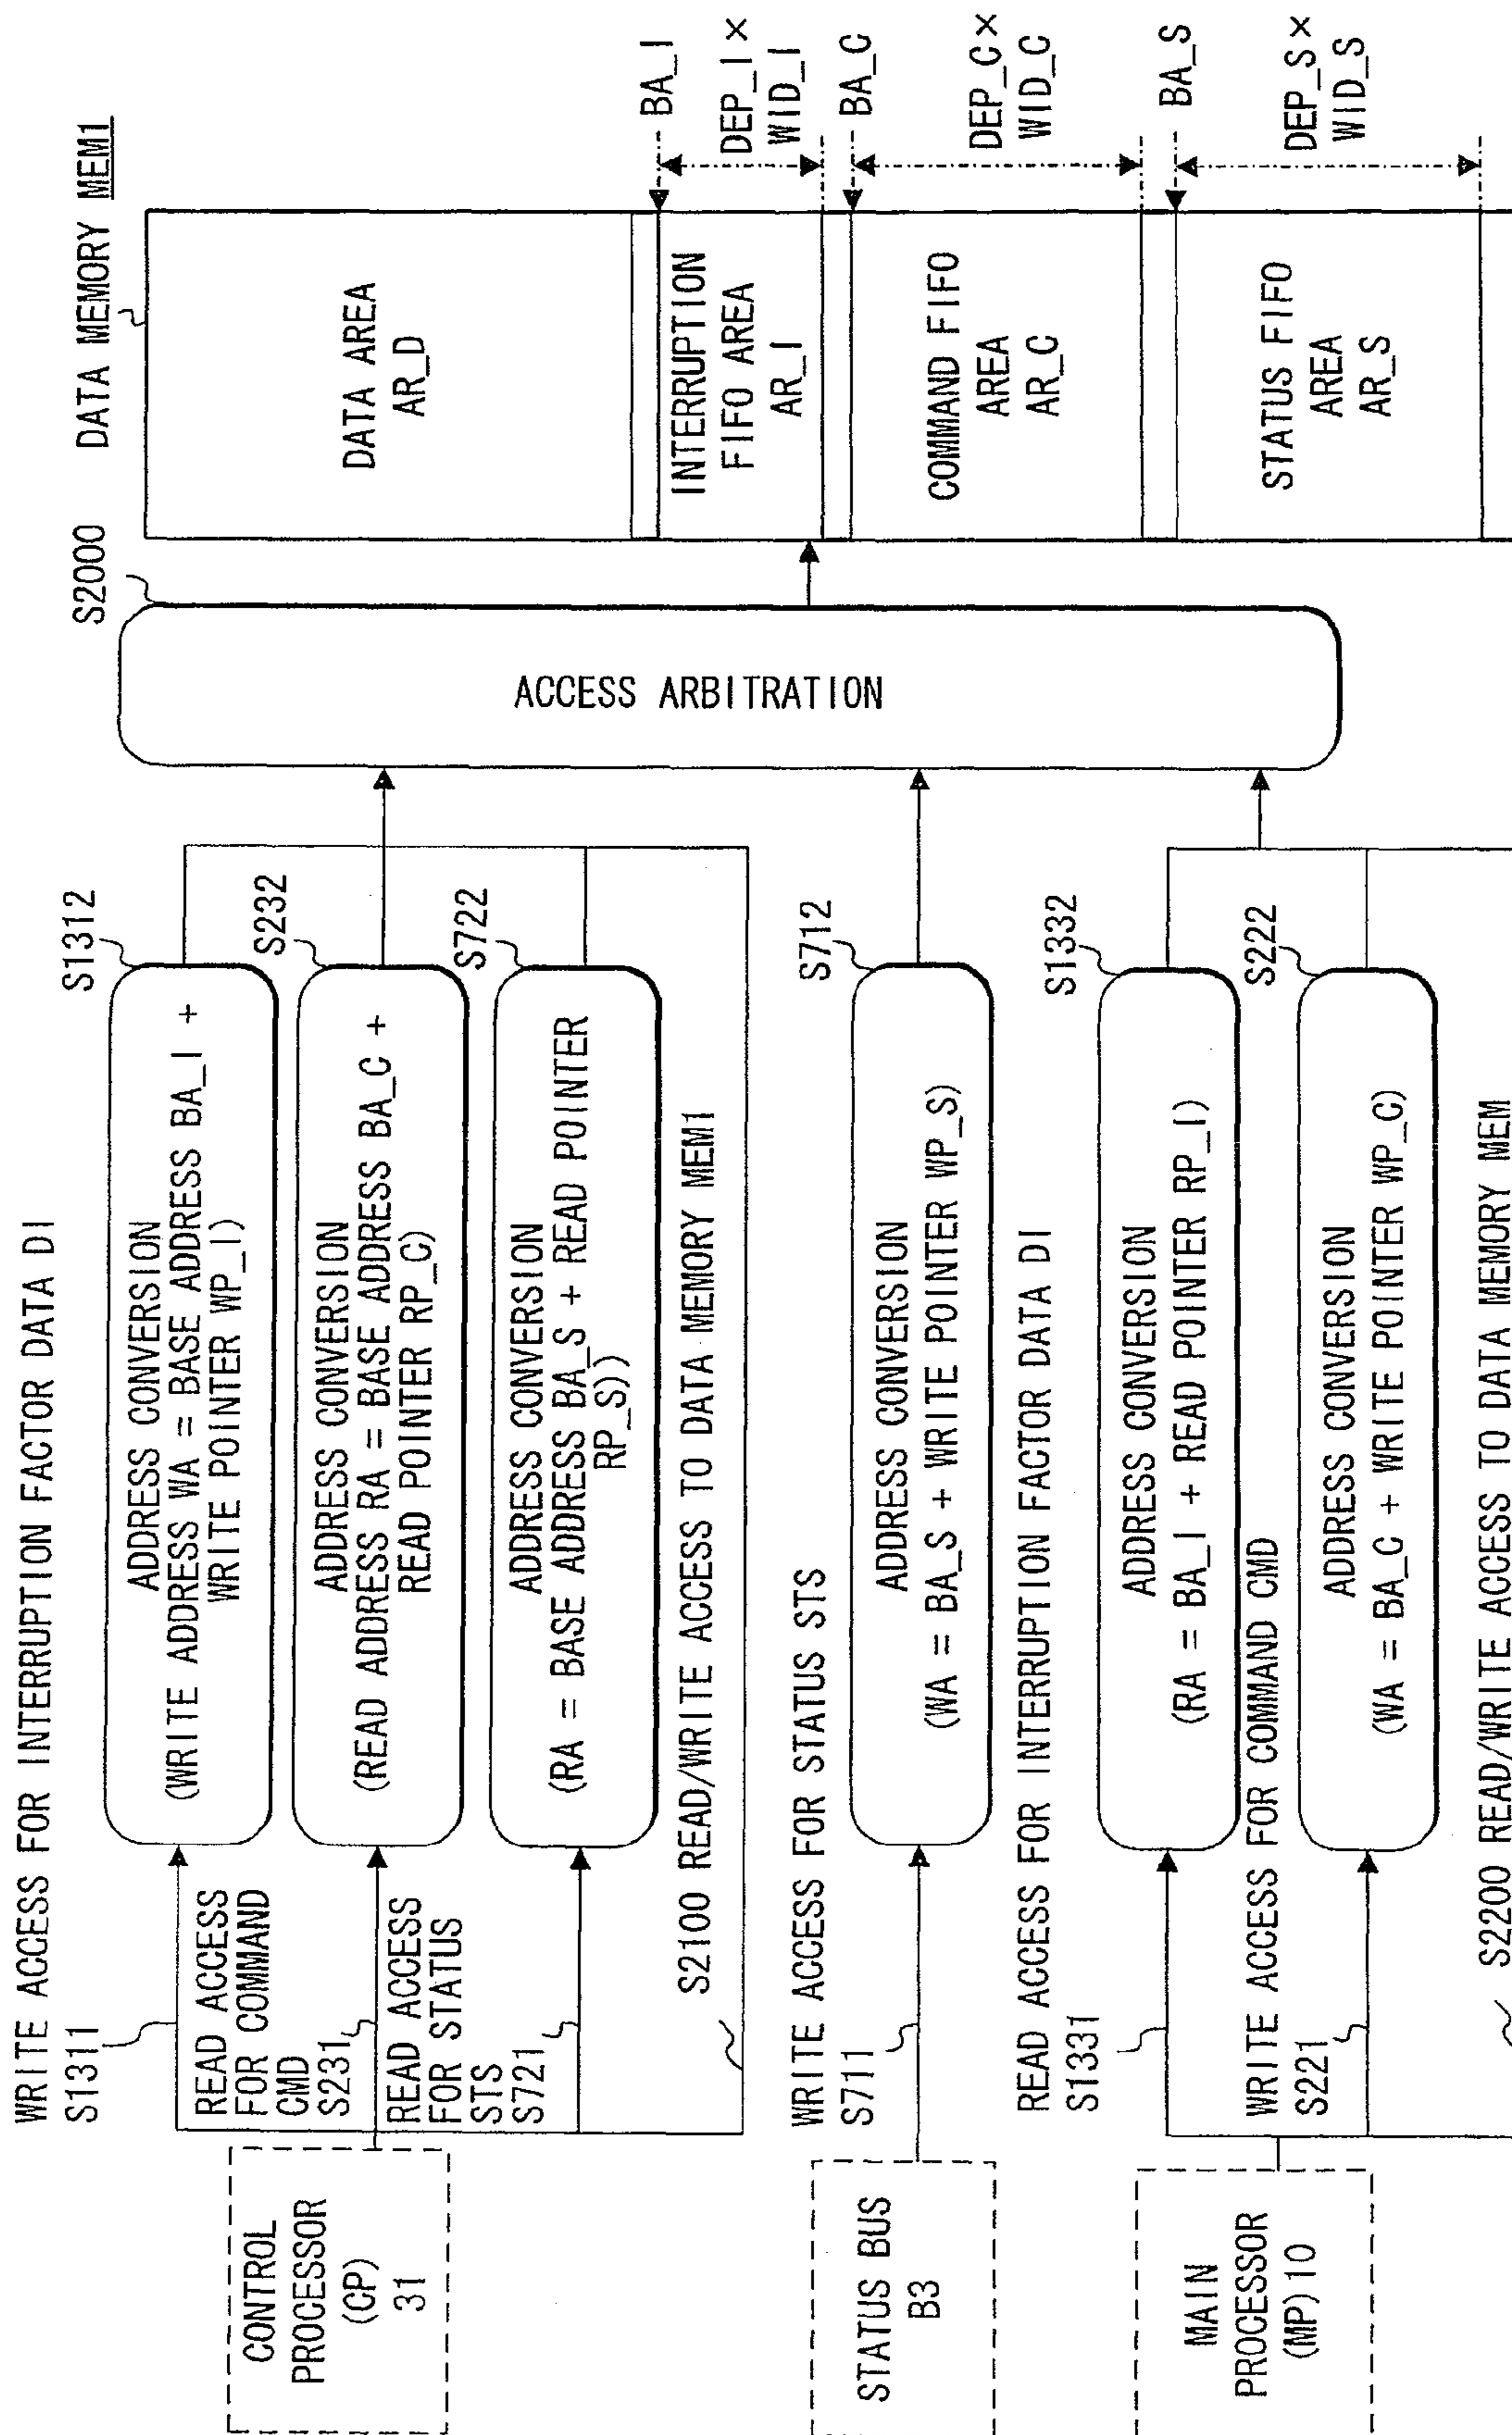 WRITE ACCESS FOR INTERRUPTION FACTOR DATA DI
S1311
READ ACCESS
FOR COMMAND
CMD
S231
READ ACCESS
FOR STATUS
STS
S721
CONTROL
PROCESSOR
(CP)
31
S1312
ADDRESS CONVERSION
(WRITE ADDRESS WA = BASE ADDRESS BA_I +
WRITE POINTER WP_I)
S232
ADDRESS CONVERSION
(READ ADDRESS RA = BASE ADDRESS BA_C +
READ POINTER RP_C)
S722
ADDRESS CONVERSION
(RA = BASE ADDRESS BA_S + READ POINTER
RP_S))
S2100 READ/WRITE ACCESS TO DATA MEMORY MEM1
WRITE ACCESS FOR STATUS STS
S711
STATUS BUS
B3
S712
ADDRESS CONVERSION
(WA = BA_S + WRITE POINTER WP_S)
READ ACCESS FOR INTERRUPTION FACTOR DATA DI
S1331
MAIN
PROCESSOR
(MP)10
S1332
ADDRESS CONVERSION
(RA = BA_I + READ POINTER RP_I)
WRITE ACCESS FOR COMMAND CMD
S221
S222
ADDRESS CONVERSION
(WA = BA_C + WRITE POINTER WP_C)
S2200 READ/WRITE ACCESS TO DATA MEMORY MEM
S2000
ACCESS ARBITRATION
DATA MEMORY MEM1
DATA AREA
AR_D
INTERRUPTION
FIFO AREA
AR_I
COMMAND FIFO
AREA
AR_C
STATUS FIFO
AREA
AR_S
BA_I
DEP_I×
WID_I
BA_C
DEP_C×
WID_C
BA_S
DEP_S×
WID_S